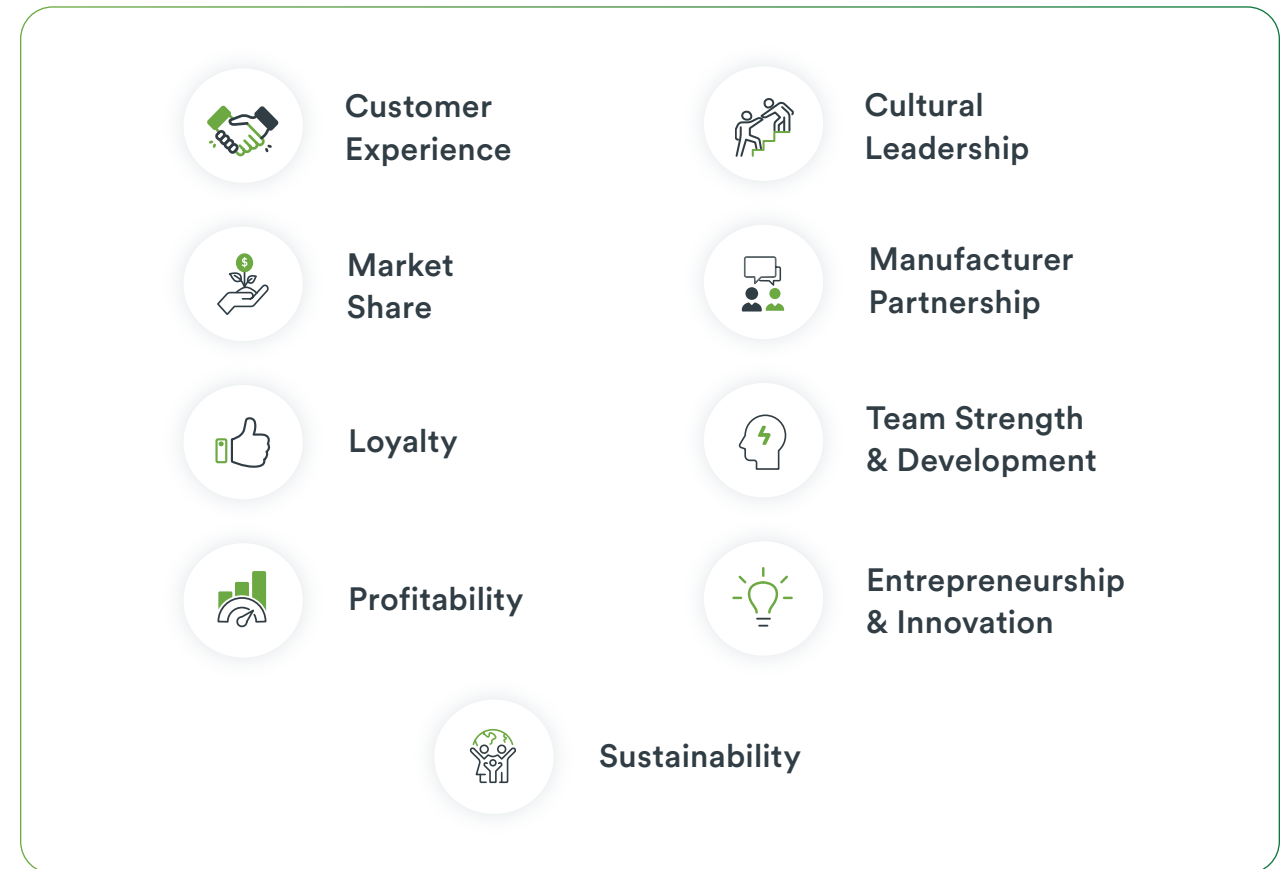 Customer
Experience
Cultural
Leadership
$
Market
Share
Manufacturer
Partnership
Loyalty
Team Strength
& Development
Profitability
Entrepreneurship
& Innovation
Sustainability